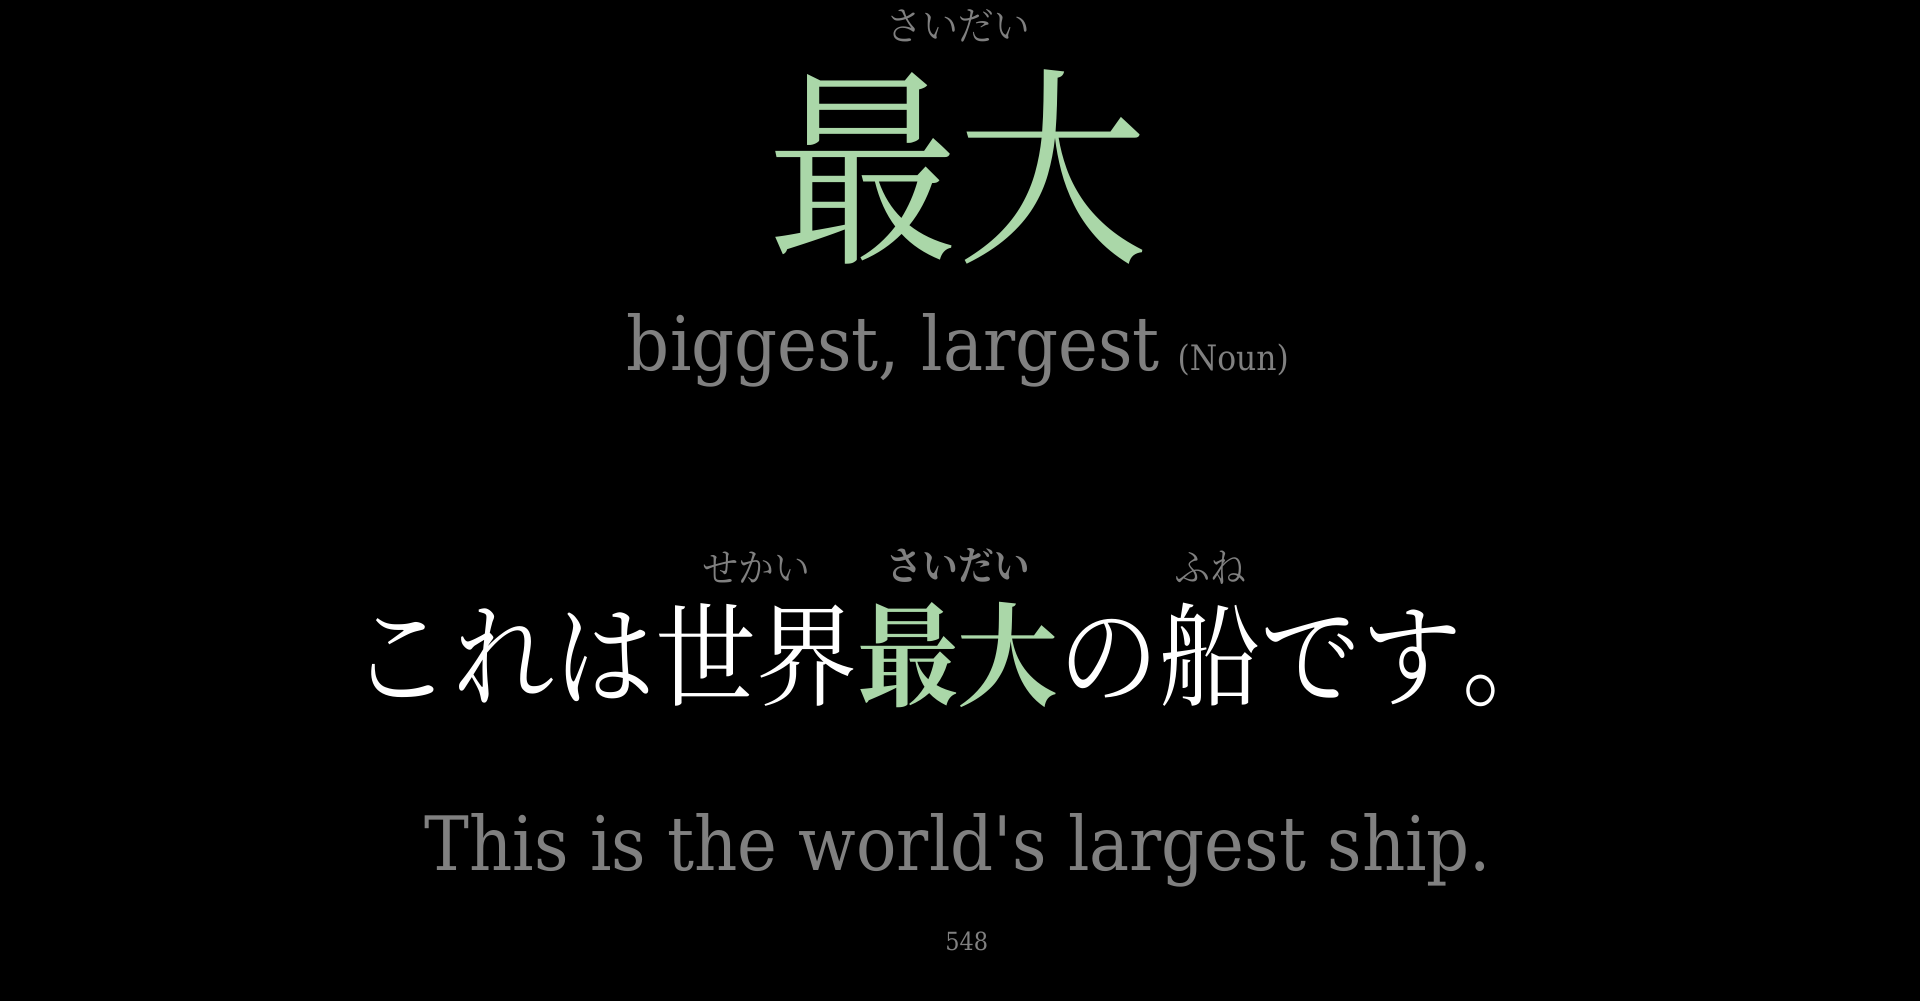 さいだい
最大
biggest, largest (Noun)
せかい さいだい ふね
これは世界最大の船です。
This is the world's largest ship.
548